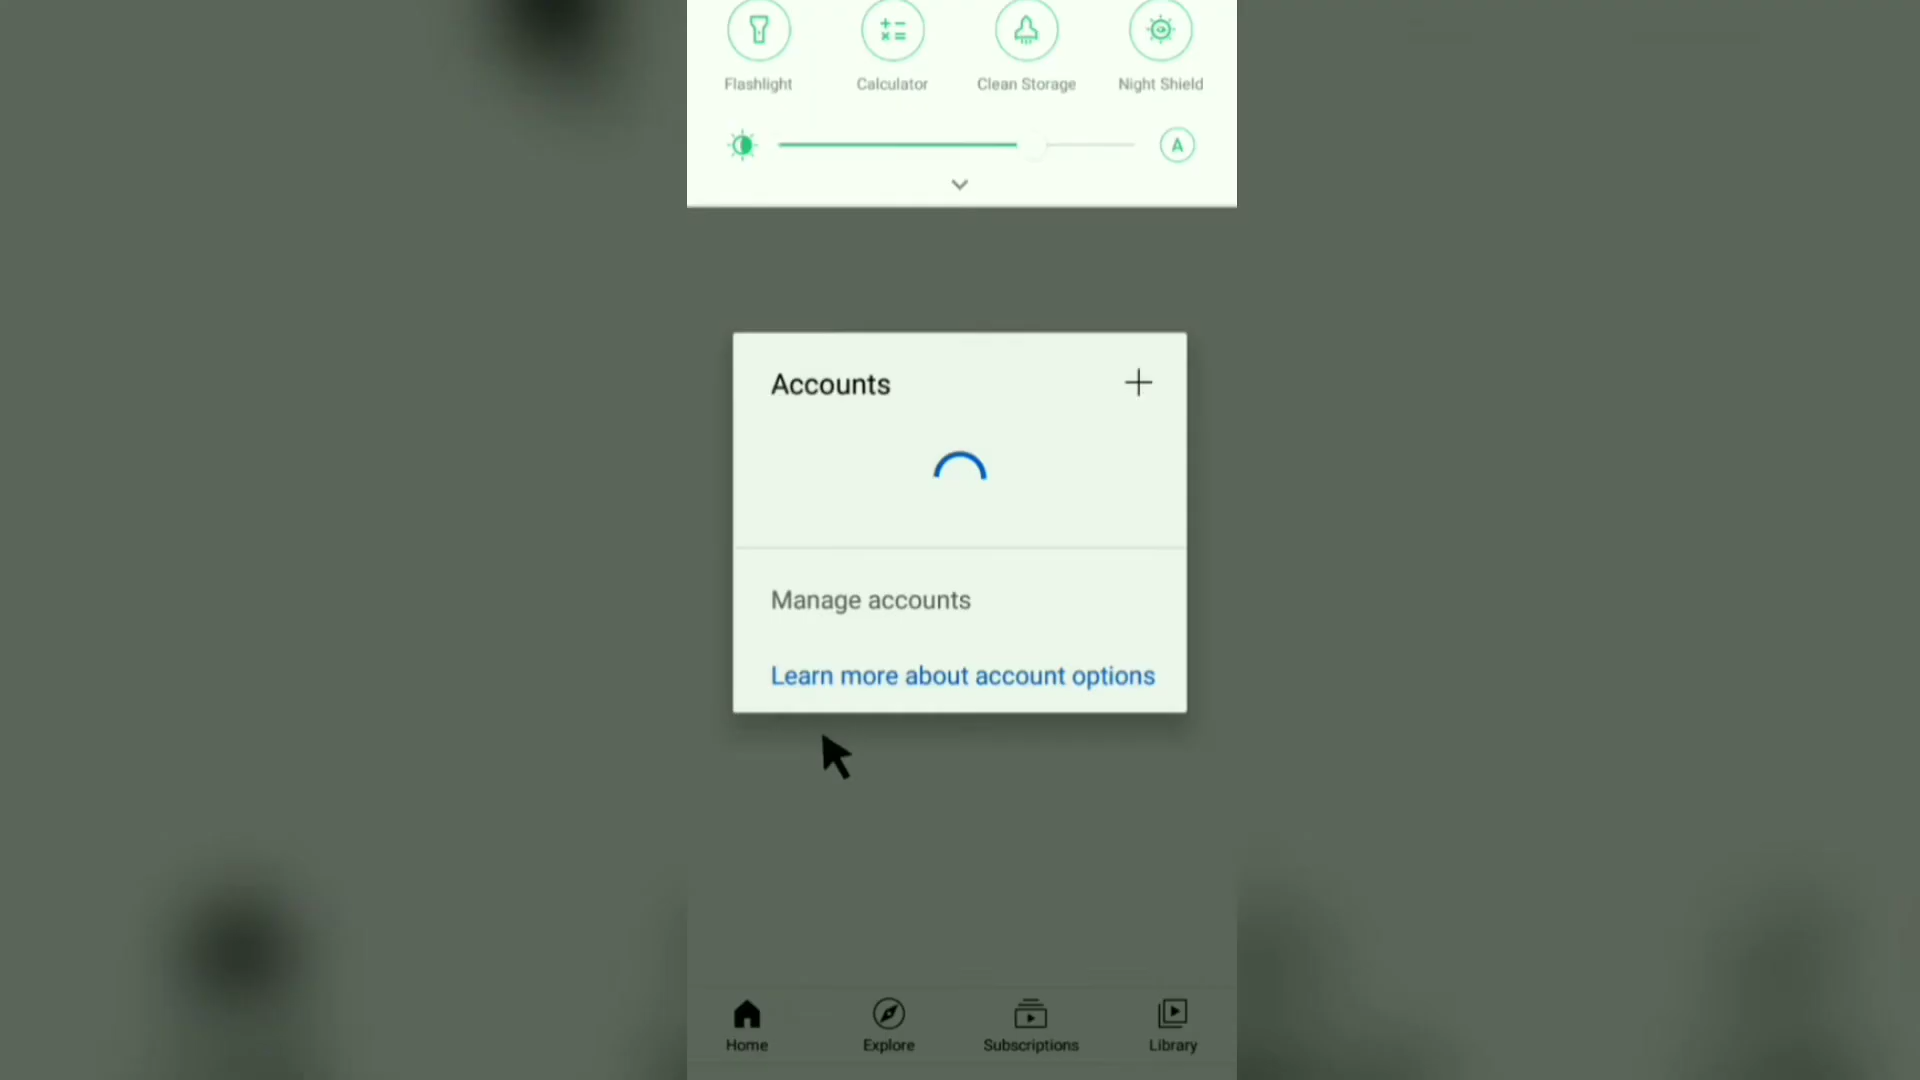 Flashlight Calculator Clean Storage Night Shield
A
Accounts
Manage accounts
Learn more about account options
Home Explore Subscriptions Library